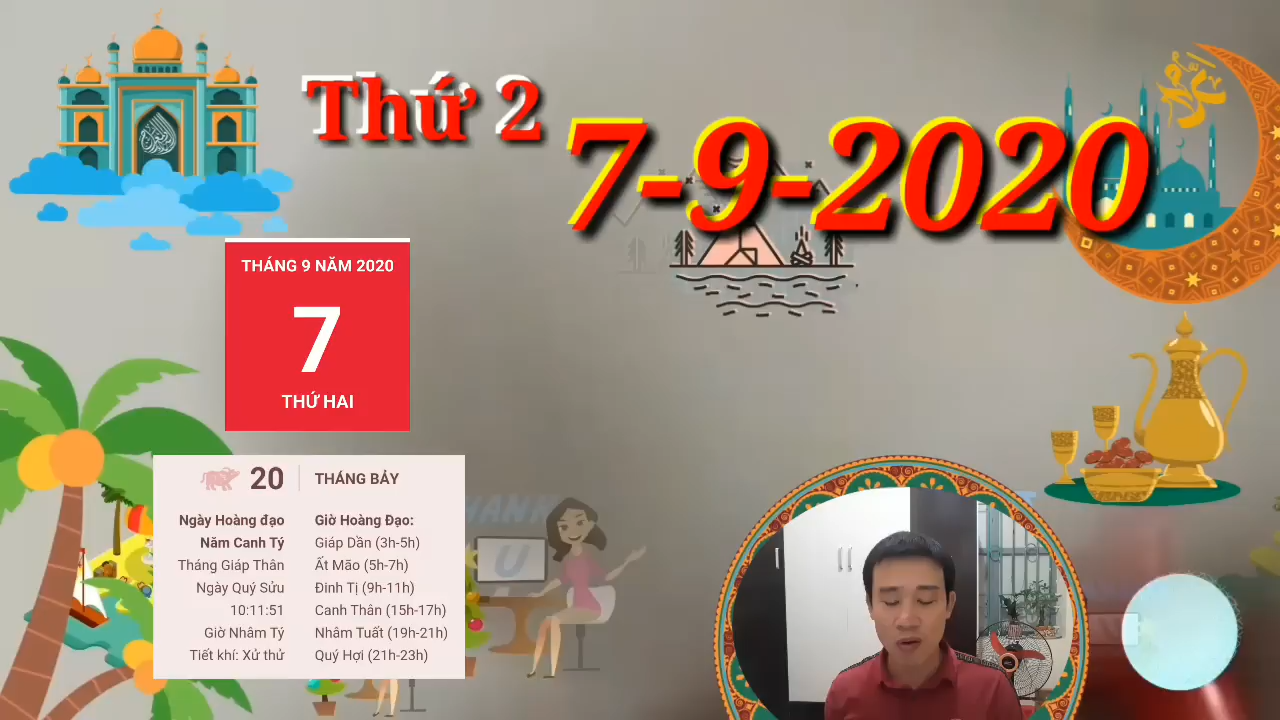 Thứ 2
7-9-2020
THÁNG 9 NĂM 2020
7
THỨ HAI
20 THÁNG BẢY
Ngày Hoàng đạo
Năm Canh Tý
Tháng Giáp Thân
Ngày Quý Sửu
10:11:51
Giờ Nhâm Tý
Tiết khí: Xử thử
Giờ Hoàng Đạo:
Giáp Dần (3h-5h)
Ất Mão (5h-7h)
Đinh Tị (9h-11h)
Canh Thân (15h-17h)
Nhâm Tuất (19h-21h)
Quý Hợi (21h-23h)
U